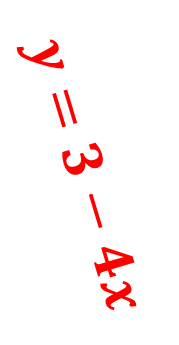 y = 3 – 4x